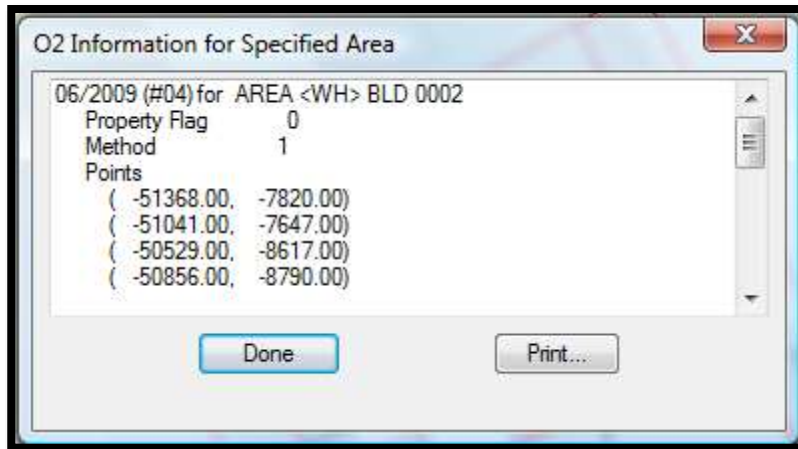 O2 Information for Specified Area
06/2009 (#04) for AREA <WH> BLD 0002
Property Flag 0
Method 1
Points
( -51368.00, -7820.00)
( -51041.00, -7647.00)
( -50529.00, -8617.00)
( -50856.00, -8790.00)
Done Print...